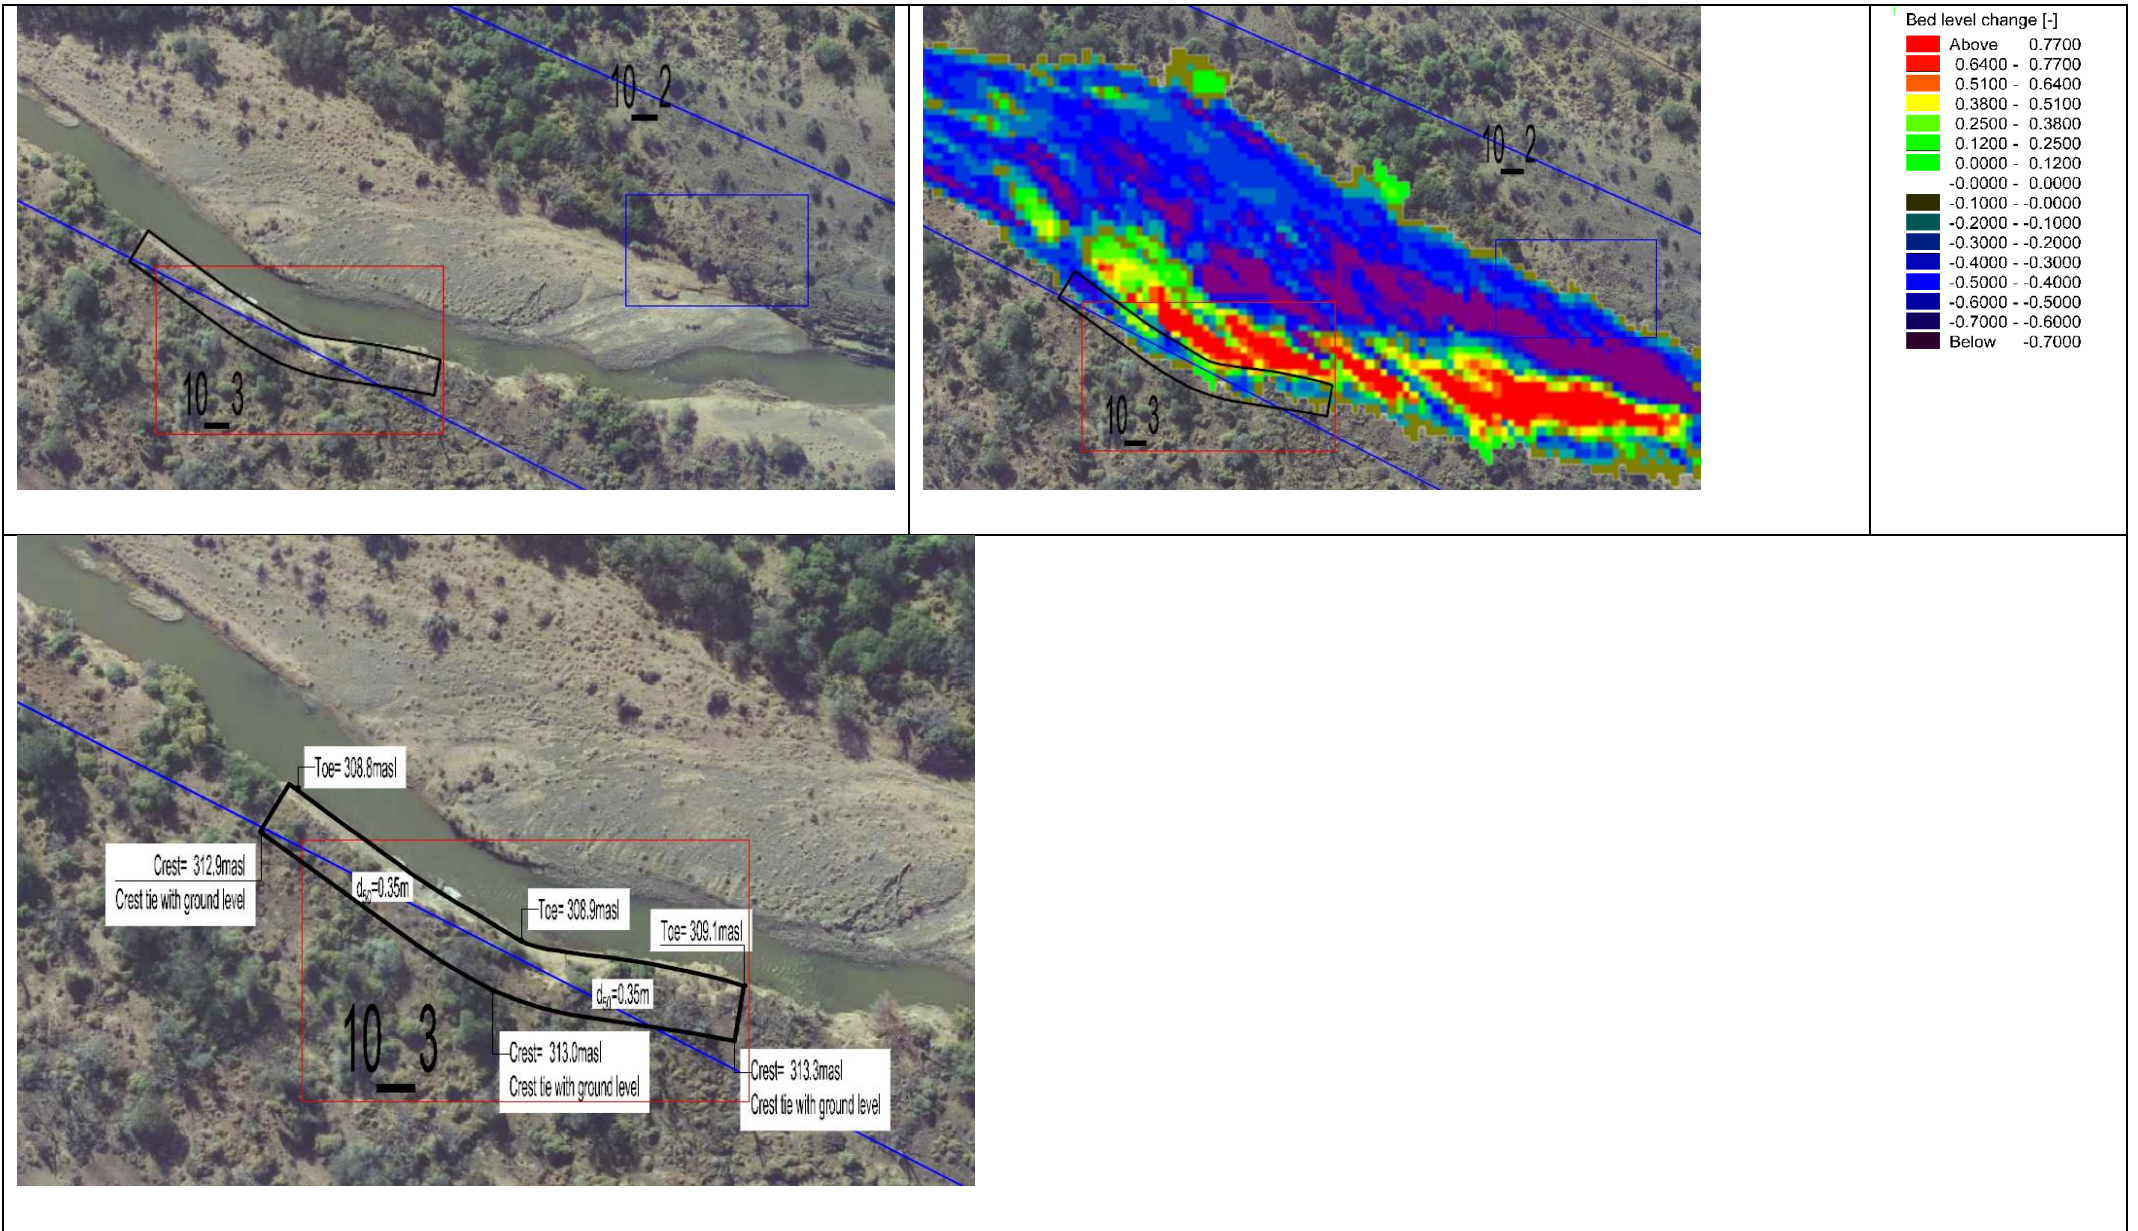 10_2
10_3
10_2
10_3
Bed level change [-]
Above 0.7700
0.6400 - 0.7700
0.5100 - 0.6400
0.3800 - 0.5100
0.2500 - 0.3800
0.1200 - 0.2500
0.0000 - 0.1200
-0.0000 - 0.0000
-0.1000 - -0.0000
-0.2000 - -0.1000
-0.3000 - -0.2000
-0.4000 - -0.3000
-0.5000 - -0.4000
-0.6000 - -0.5000
-0.7000 - -0.6000
Below -0.7000
Toe= 308.8masl
Crest= 312.9masl
Crest tie with ground level
d50=0.35m
Toe= 308.9masl
Toe= 309.1masl
d50=0.35m
10_3
Crest= 313.0masl
Crest tie with ground level
Crest= 313.3masl
Crest tie with ground level